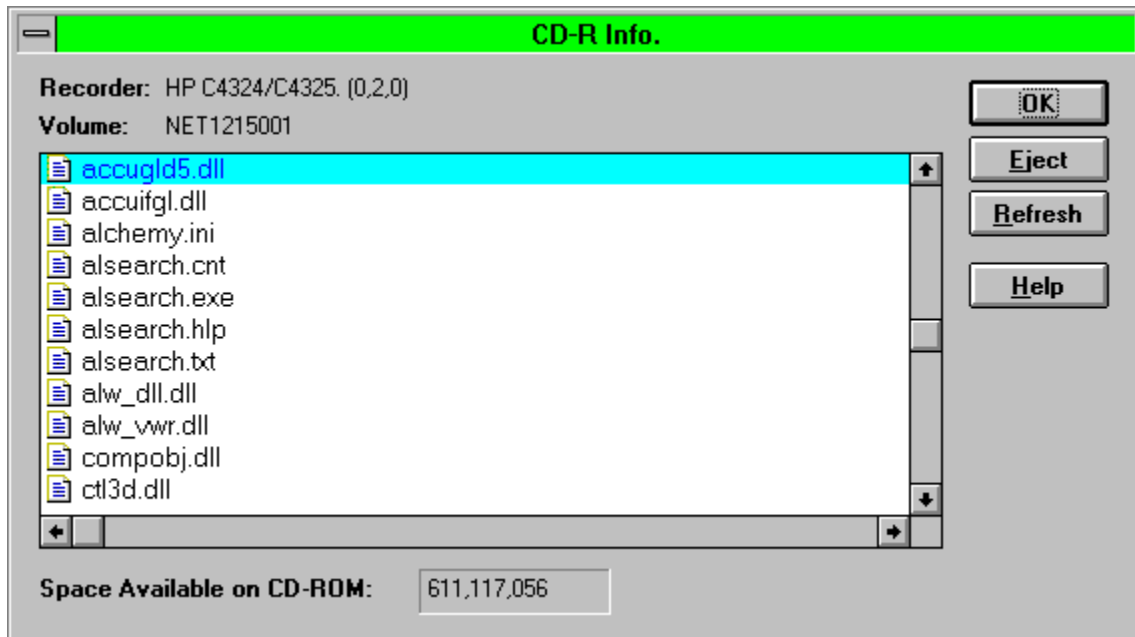 CD-R Info.
Recorder: HP C4324/C4325. (0,2,0)
Volume: NET1215001
accugld5.dll
accuifgl.dll
alchemy.ini
alsearch.cnt
alsearch.exe
alsearch.hlp
alsearch.txt
alw_dll.dll
alw_vwr.dll
compobj.dll
ctl3d.dll
OK
Eject
Refresh
Help
Space Available on CD-ROM: 611,117,056